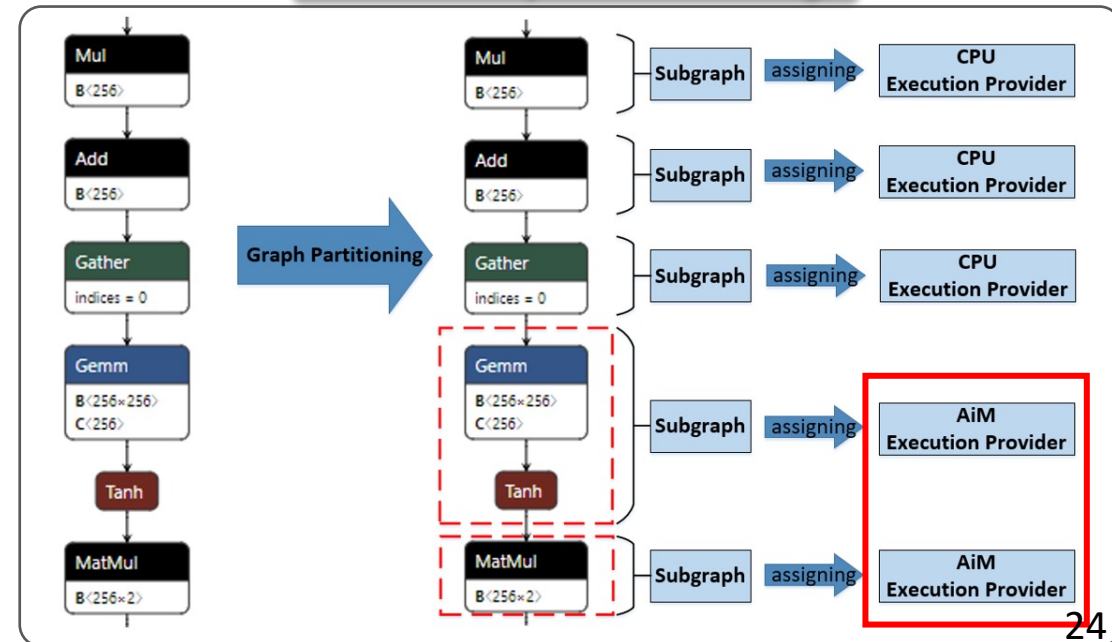 Mul
B⟨256⟩
Add
B⟨256⟩
Gather
indices = 0
Gemm
B⟨256×256⟩
C⟨256⟩
Tanh
MatMul
B⟨256×2⟩
Graph Partitioning
Mul
B⟨256⟩
Add
B⟨256⟩
Gather
indices = 0
Gemm
B⟨256×256⟩
C⟨256⟩
Tanh
MatMul
B⟨256×2⟩
Subgraph
assigning
CPU
Execution Provider
Subgraph
assigning
CPU
Execution Provider
Subgraph
assigning
CPU
Execution Provider
Subgraph
assigning
AiM
Execution Provider
Subgraph
assigning
AiM
Execution Provider
24